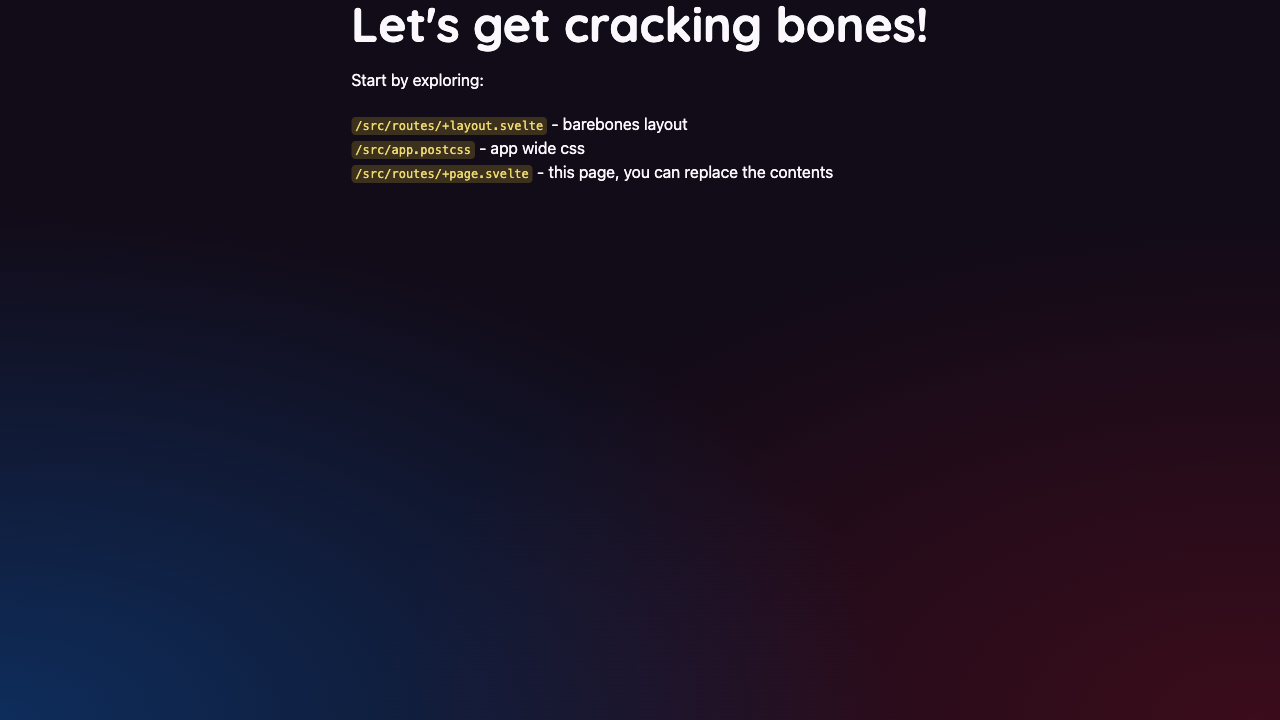 Let's get cracking bones!
Start by exploring:
/src/routes/+layout.svelte - barebones layout
/src/app.postcss - app wide css
/src/routes/+page.svelte - this page, you can replace the contents